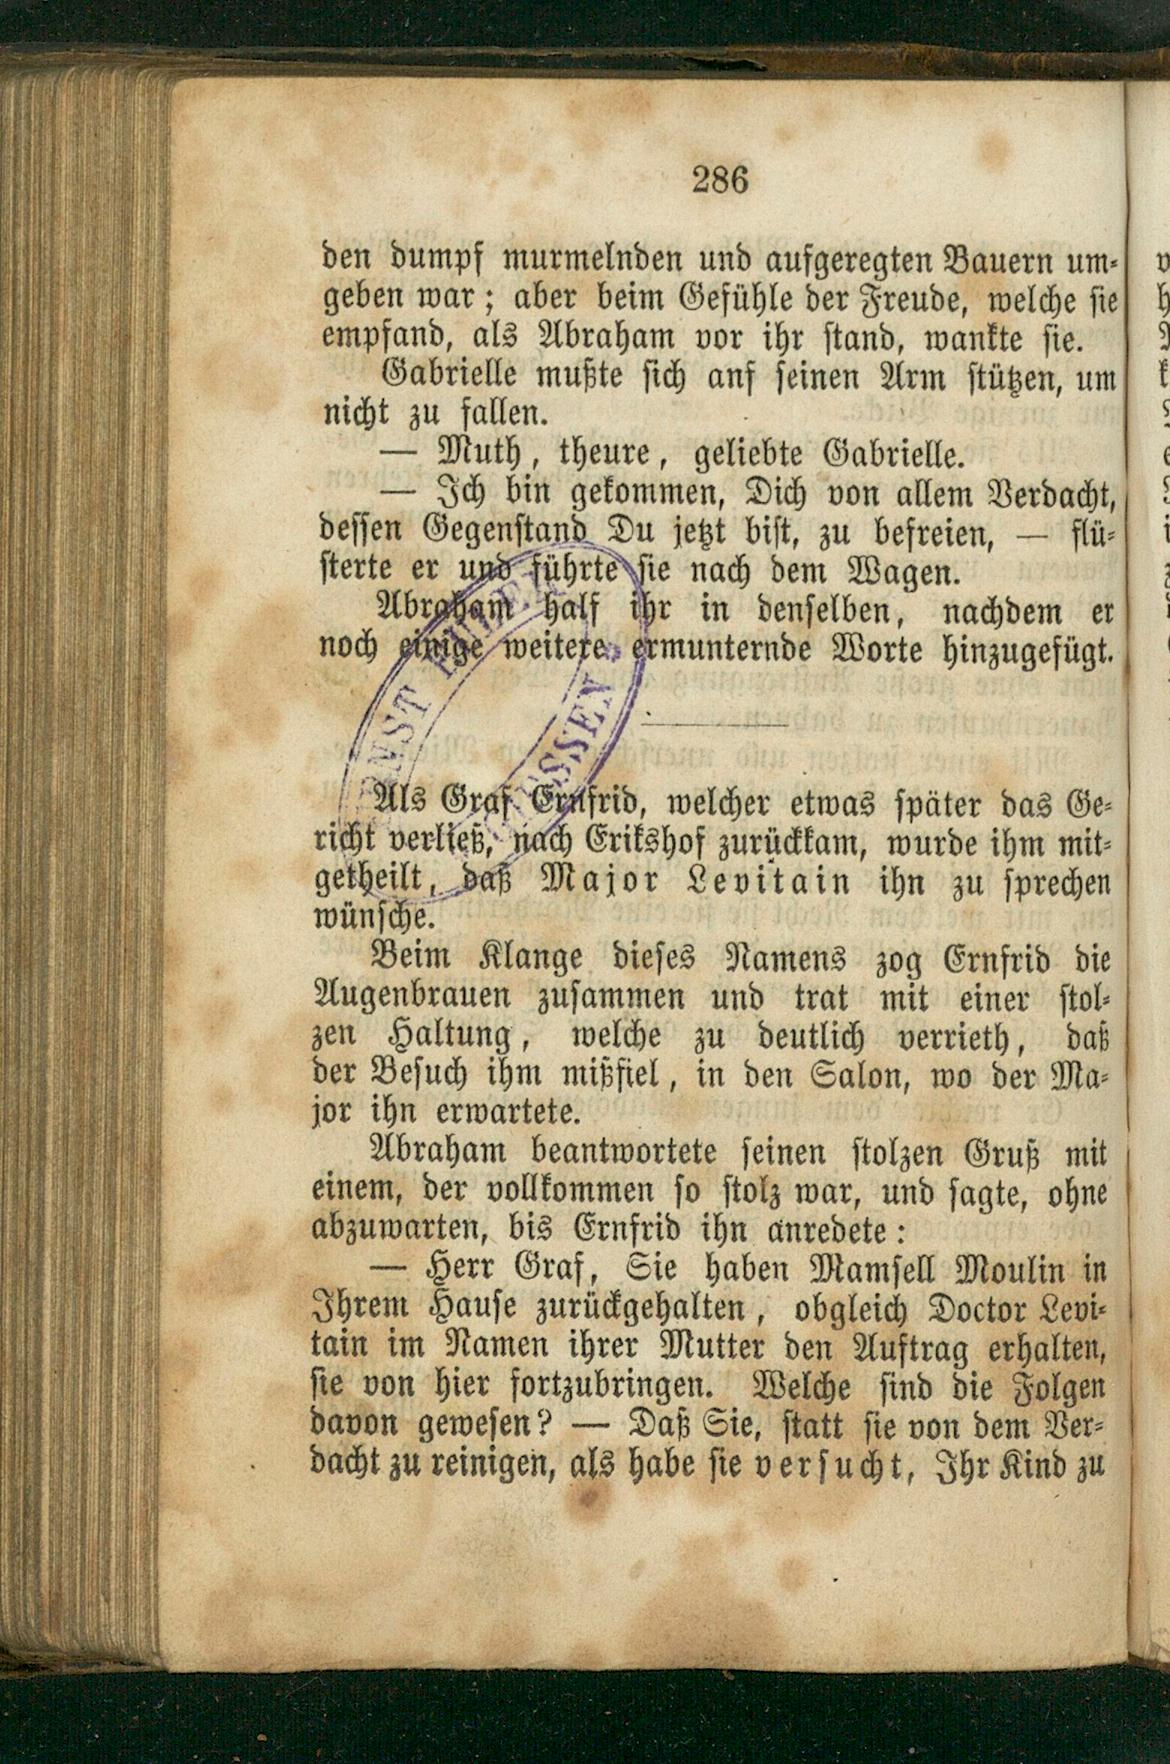 286
den dumpf murmelnden und aufgeregten Bauern um-
geben war; aber beim Gefühle der Freude, welche sie
empfand, als Abraham vor ihr stand, wankte sie.
Gabrielle mußte sich anf seinen Arm stützen, um
nicht zu fallen.
— Muth, theure, geliebte Gabrielle.
— Ich bin gekommen, Dich von allem Verdacht,
dessen Gegenstand Du jetzt bist, zu befreien, — flü-
sterte er und führte sie nach dem Wagen.
Abraham half ihr in denselben, nachdem er
noch einige weitere ermunternde Worte hinzugefügt.
Als Graf Ernfrid, welcher etwas später das Ge-
richt verließ, nach Erikshof zurückkam, wurde ihm mit-
getheilt, daß Major Levitain ihn zu sprechen
wünsche.
Beim Klange dieses Namens zog Ernfrid die
Augenbrauen zusammen und trat mit einer stol-
zen Haltung, welche zu deutlich verrieth, daß
der Besuch ihm mißfiel, in den Salon, wo der Ma-
jor ihn erwartete.
Abraham beantwortete seinen stolzen Gruß mit
einem, der vollkommen so stolz war, und sagte, ohne
abzuwarten, bis Ernfrid ihn anredete:
— Herr Graf, Sie haben Mamsell Moulin in
Ihrem Hause zurückgehalten, obgleich Doctor Levi-
tain im Namen ihrer Mutter den Auftrag erhalten,
sie von hier fortzubringen. Welche sind die Folgen
davon gewesen? — Daß Sie, statt sie von dem Ver-
dacht zu reinigen, als habe sie versucht, Ihr Kind zu